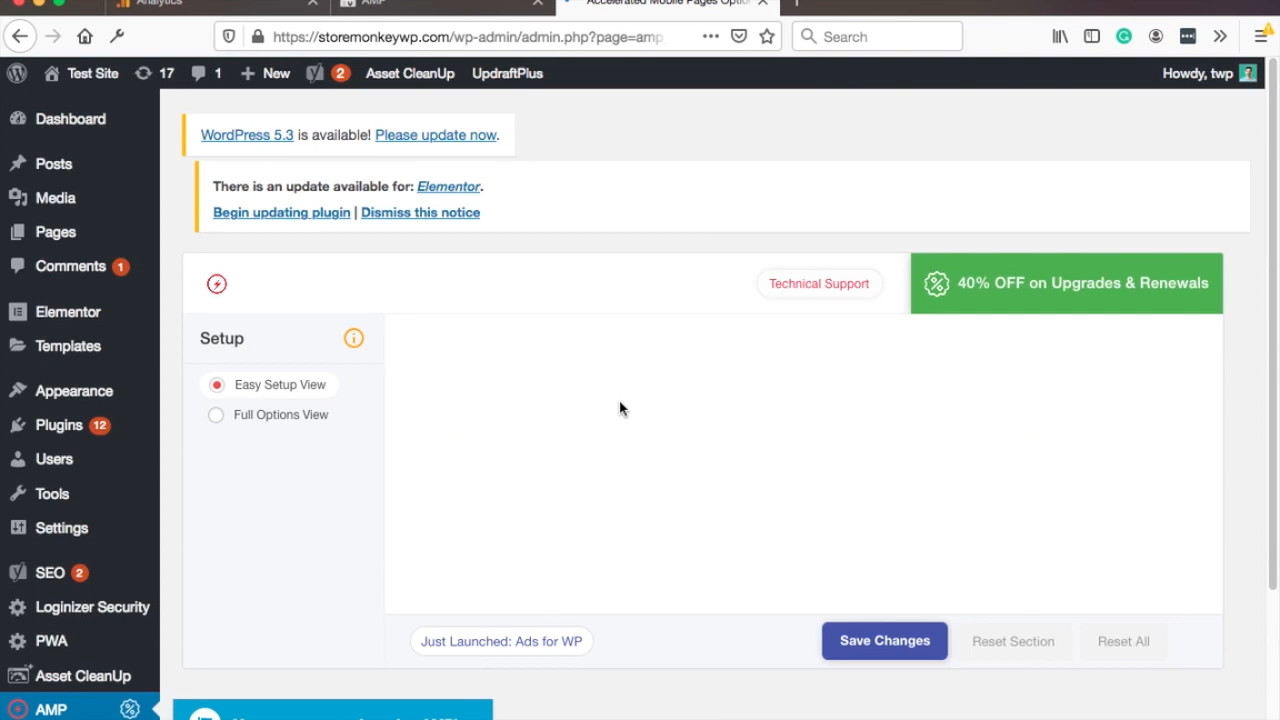 Analytics
AMP
Accelerated Mobile Pages Optio
https://storemonkeywp.com/wp-admin/admin.php?page=amp
Search
Test Site
17
1
New
2
Asset CleanUp
UpdraftPlus
Howdy, twp
Dashboard
Posts
Media
Pages
Comments 1
Elementor
Templates
Appearance
Plugins 12
Users
Tools
Settings
SEO 2
Loginizer Security
PWA
Asset CleanUp
AMP
WordPress 5.3 is available! Please update now.
There is an update available for: Elementor.
Begin updating plugin | Dismiss this notice
Technical Support
40% OFF on Upgrades & Renewals
Setup
Easy Setup View
Full Options View
Just Launched: Ads for WP
Save Changes
Reset Section
Reset All